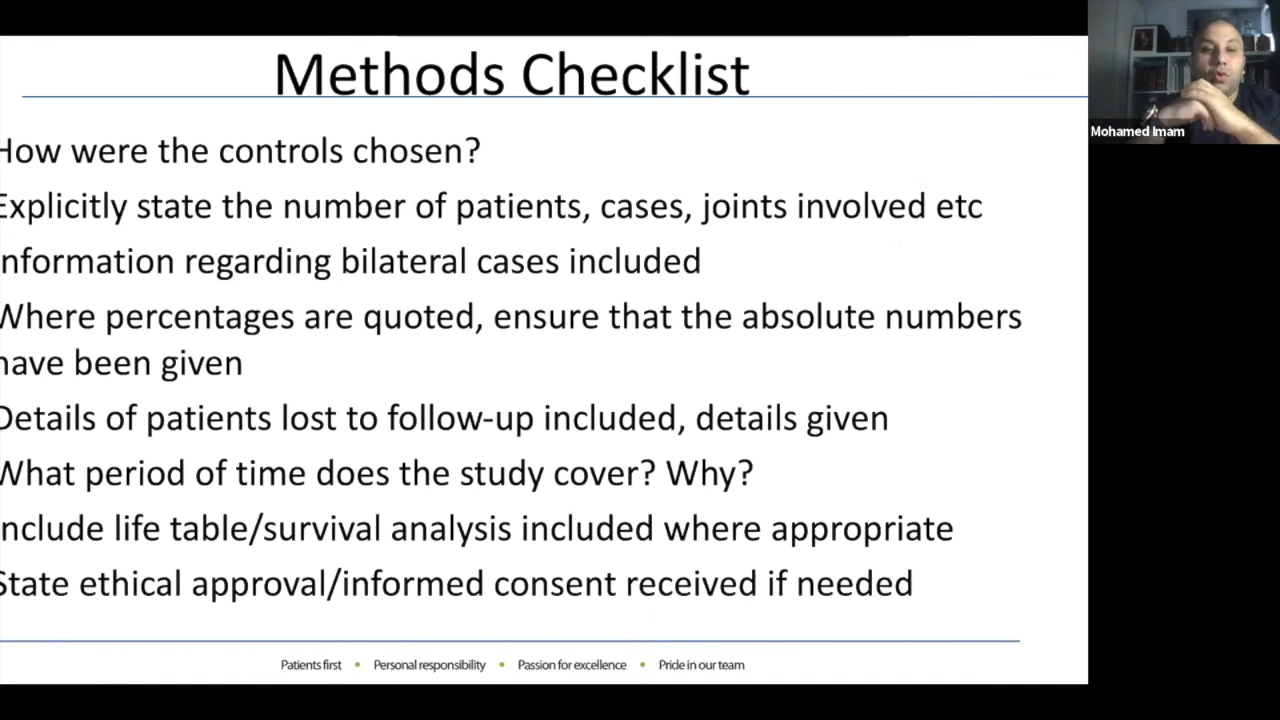 Methods Checklist
Mohamed Imam
How were the controls chosen?
Explicitly state the number of patients, cases, joints involved etc
Information regarding bilateral cases included
Where percentages are quoted, ensure that the absolute numbers
have been given
Details of patients lost to follow-up included, details given
What period of time does the study cover? Why?
Include life table/survival analysis included where appropriate
State ethical approval/informed consent received if needed
Patients first • Personal responsibility • Passion for excellence • Pride in our team